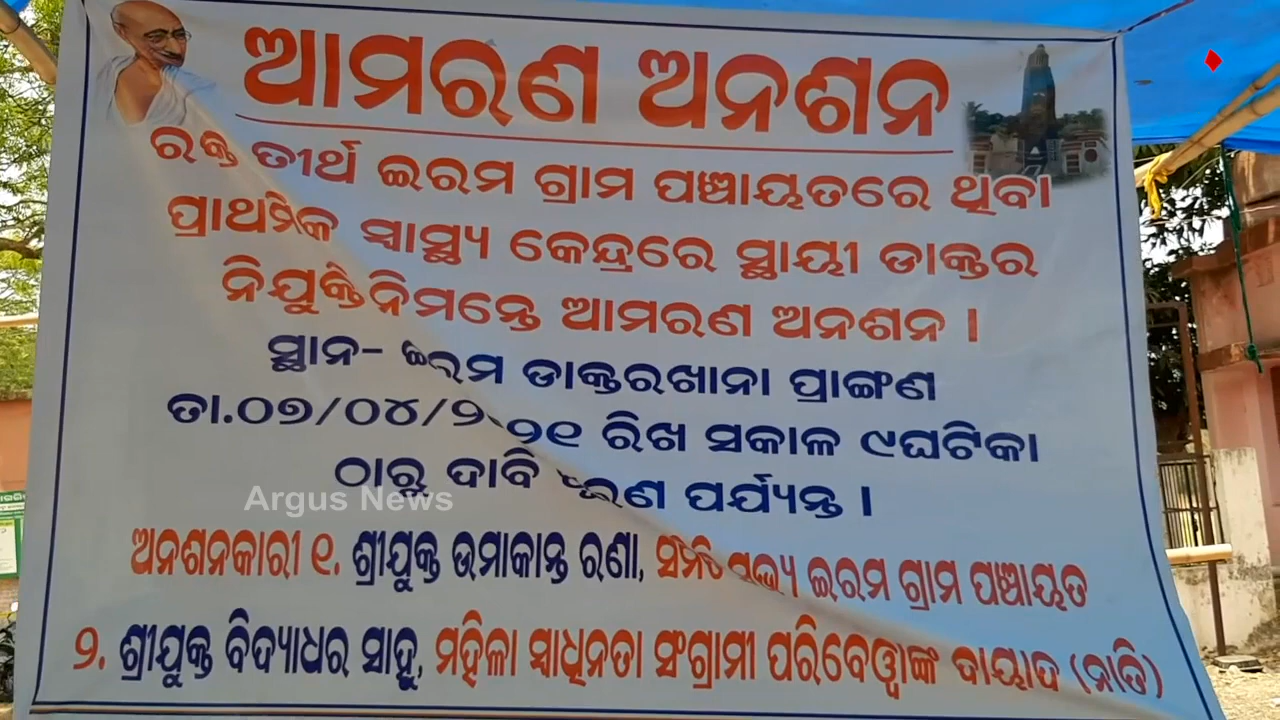 ଆମରଣ ଅନଶନ
ରକ୍ତ ତୀର୍ଥ ଇରମ ଗ୍ରାମ ପଞ୍ଚାୟତରେ ଥିବା
ପ୍ରାଥମିକ ସ୍ୱାସ୍ଥ୍ୟ କେନ୍ଦ୍ରରେ ସ୍ଥାୟୀ ଡାକ୍ତର
ନିଯୁକ୍ତିନିମନ୍ତେ ଆମରଣ ଅନଶନ ।
ସ୍ଥାନ- ଇରମ ଡାକ୍ତରଖାନା ପ୍ରାଙ୍ଗଣ
ତା.୦୭/୦୪/୨୦୨୧ ରିଖ ସକାଳ ୯ଘଟିକା
ଠାରୁ ଦାବି ପୂରଣ ପର୍ଯ୍ୟନ୍ତ ।
Argus News
ଅନଶନକାରୀ ୧. ଶ୍ରୀଯୁକ୍ତ ଉମାକାନ୍ତ ରଣା, ସମିତି ସଭ୍ୟ ଇରମ ଗ୍ରାମ ପଞ୍ଚାୟତ
୨. ଶ୍ରୀଯୁକ୍ତ ବିଦ୍ୟାଧର ସାହୁ, ମହିଳା ସ୍ୱାଧିନତା ସଂଗ୍ରାମୀ ପରିବେୱାଙ୍କ ଦାୟାଦ (ନାତି)